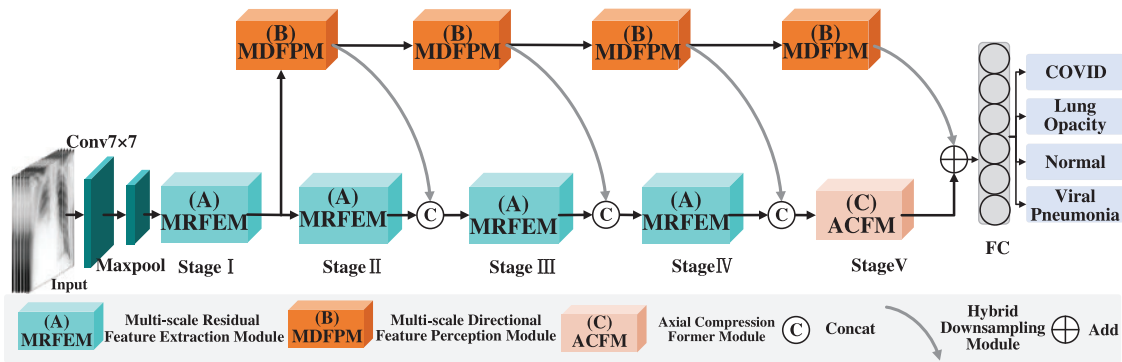 (B)
MDFPM
(B)
MDFPM
(B)
MDFPM
(B)
MDFPM
COVID
Lung
Opacity
Normal
Viral
Pneumonia
Conv7×7
(A)
MRFEM
(A)
MRFEM
C
(A)
MRFEM
C
(A)
MRFEM
C
(C)
ACFM
Maxpool
Input
Stage Ⅰ
Stage Ⅱ
Stage Ⅲ
StageⅣ
StageⅤ
FC
(A)
MRFEM
Multi-scale Residual
Feature Extraction Module
(B)
MDFPM
Multi-scale Directional
Feature Perception Module
(C)
ACFM
Axial Compression
Former Module
C
Concat
Hybrid
Downsampling
Module
Add